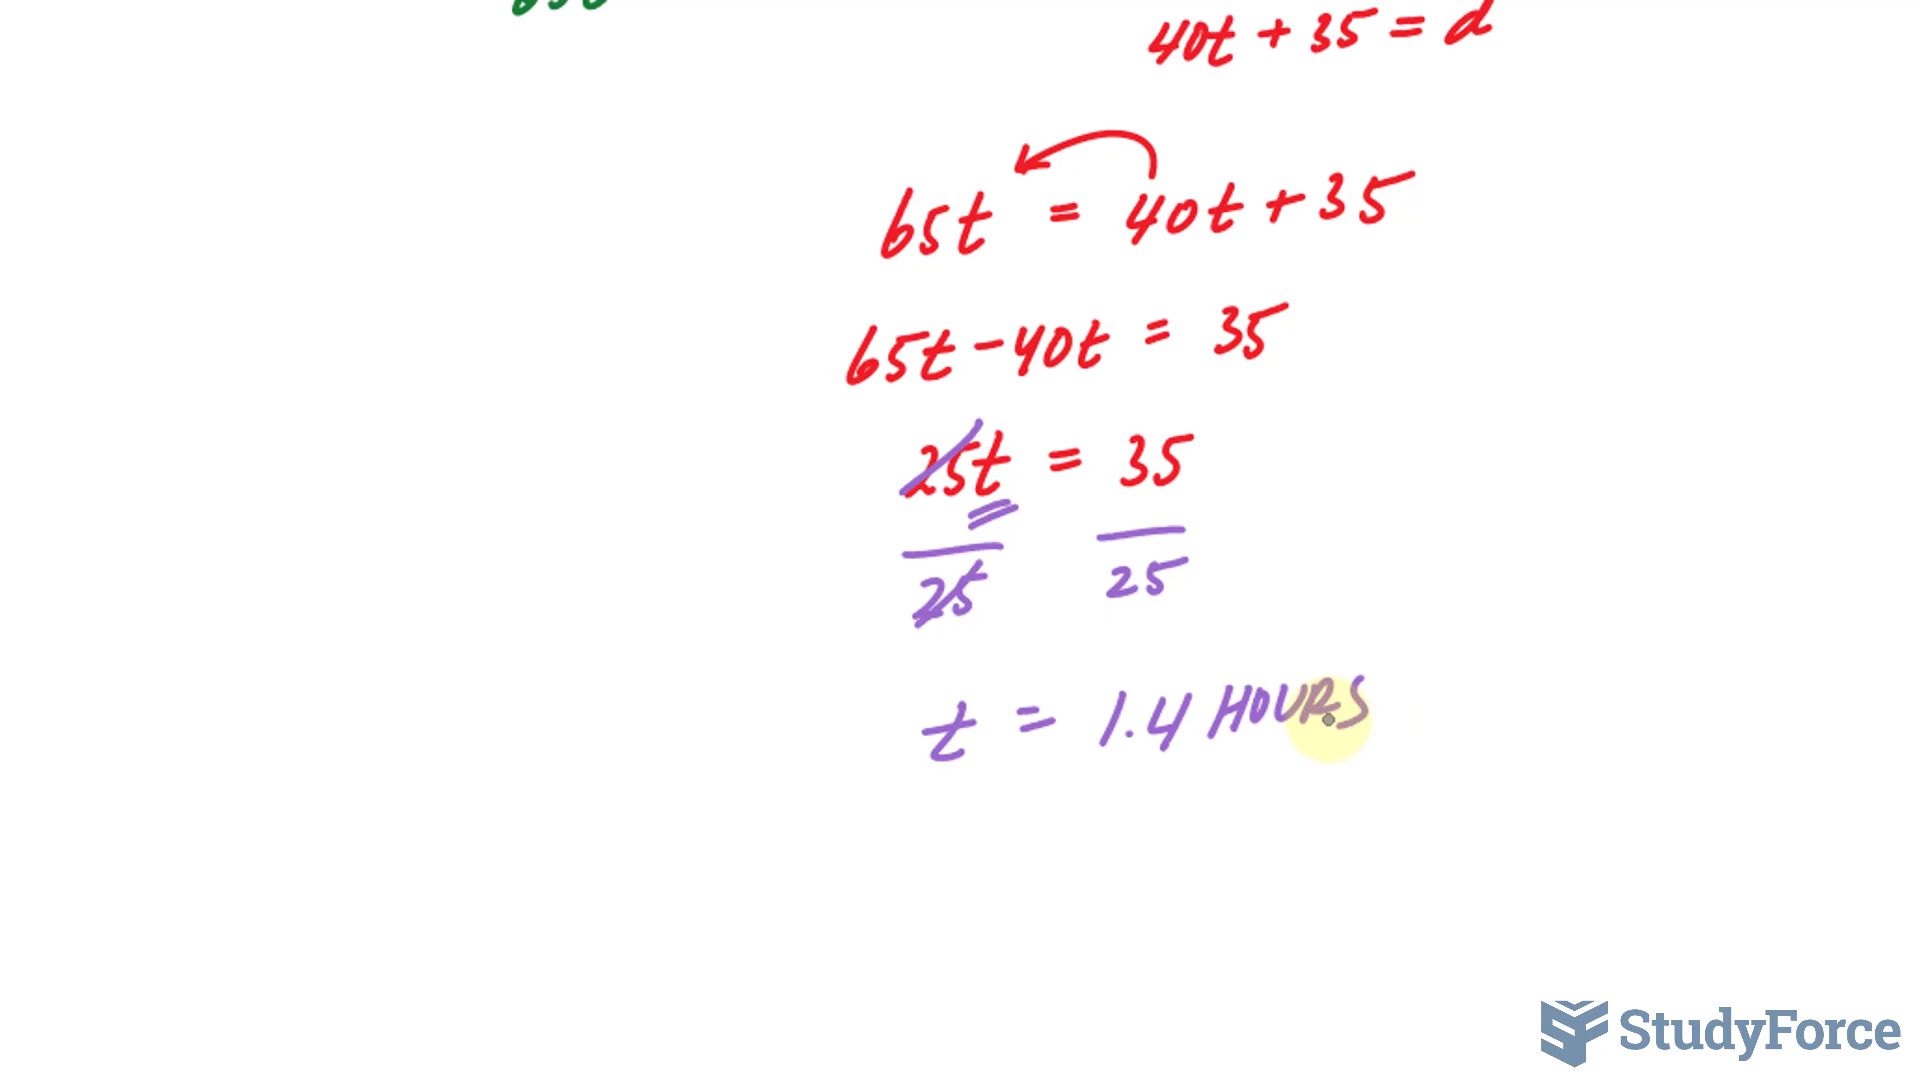 40t + 35 = d
65t = 40t + 35
65t - 40t = 35
25t = 35
25 25
t = 1.4 HOURS
StudyForce